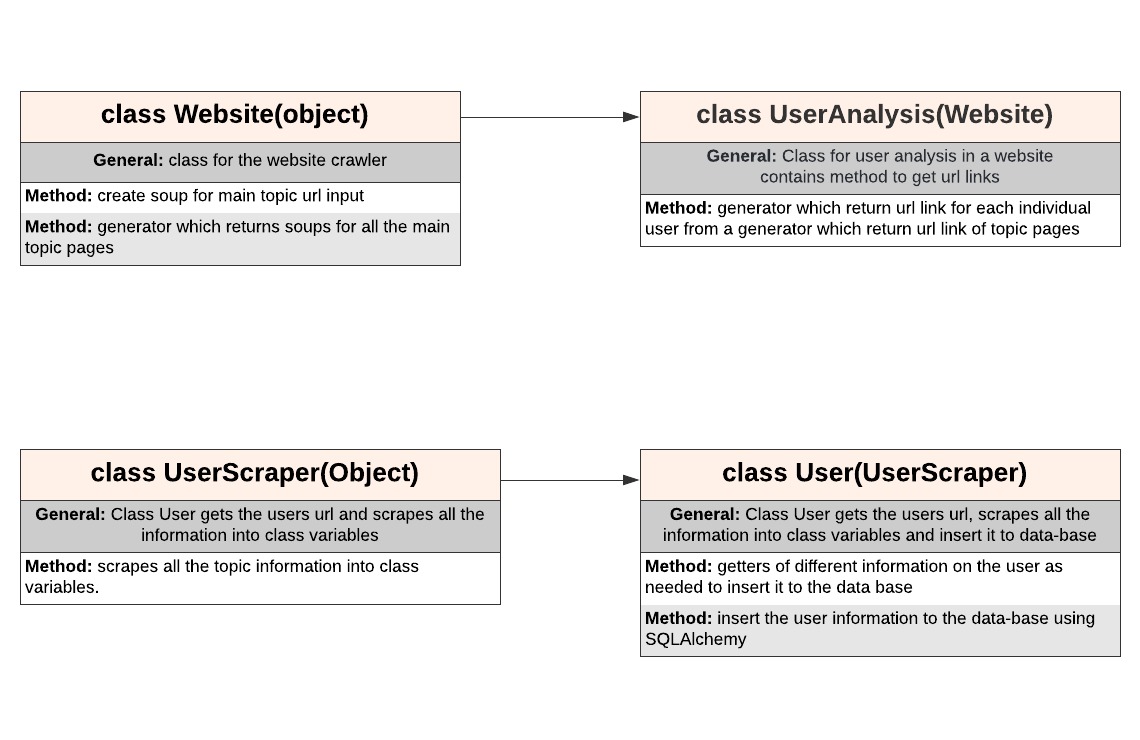 class Website(object)
General: class for the website crawler
Method: create soup for main topic url input
Method: generator which returns soups for all the main
topic pages
class UserAnalysis(Website)
General: Class for user analysis in a website
contains method to get url links
Method: generator which return url link for each individual
user from a generator which return url link of topic pages
class UserScraper(Object)
General: Class User gets the users url and scrapes all the
information into class variables
Method: scrapes all the topic information into class
variables.
class User(UserScraper)
General: Class User gets the users url, scrapes all the
information into class variables and insert it to data-base
Method: getters of different information on the user as
needed to insert it to the data base
Method: insert the user information to the data-base using
SQLAlchemy